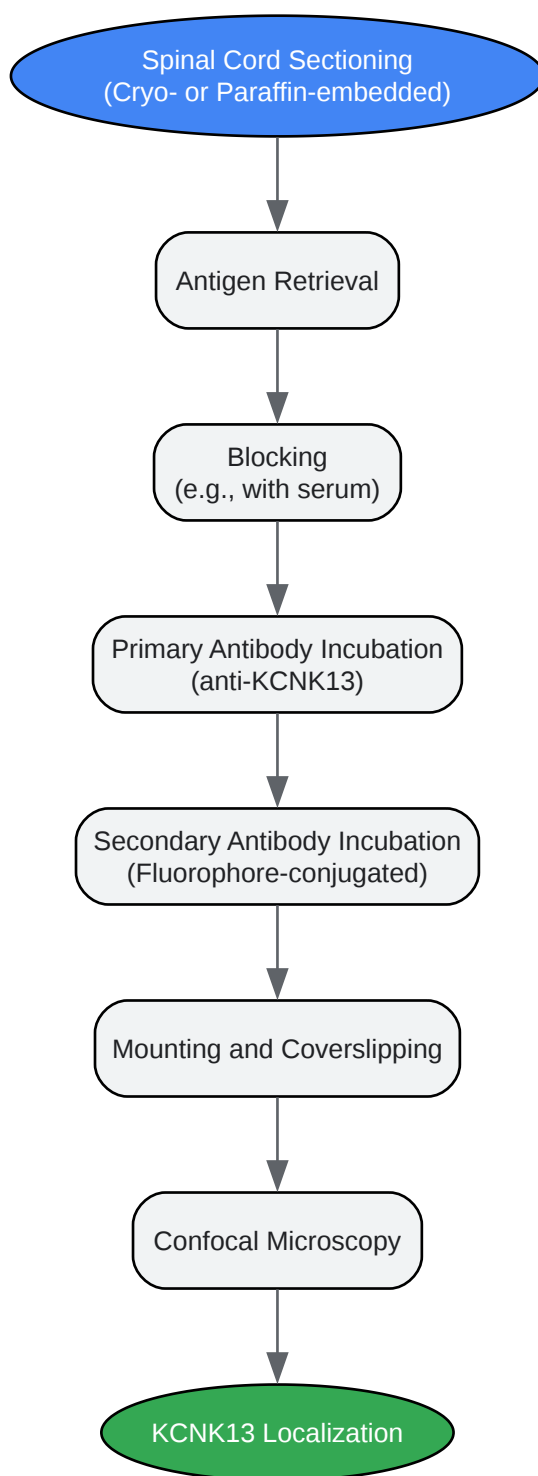 Spinal Cord Sectioning
(Cryo- or Paraffin-embedded)
Antigen Retrieval
Blocking
(e.g., with serum)
Primary Antibody Incubation
(anti-KCNK13)
Secondary Antibody Incubation
(Fluorophore-conjugated)
Mounting and Coverslipping
Confocal Microscopy
KCNK13 Localization